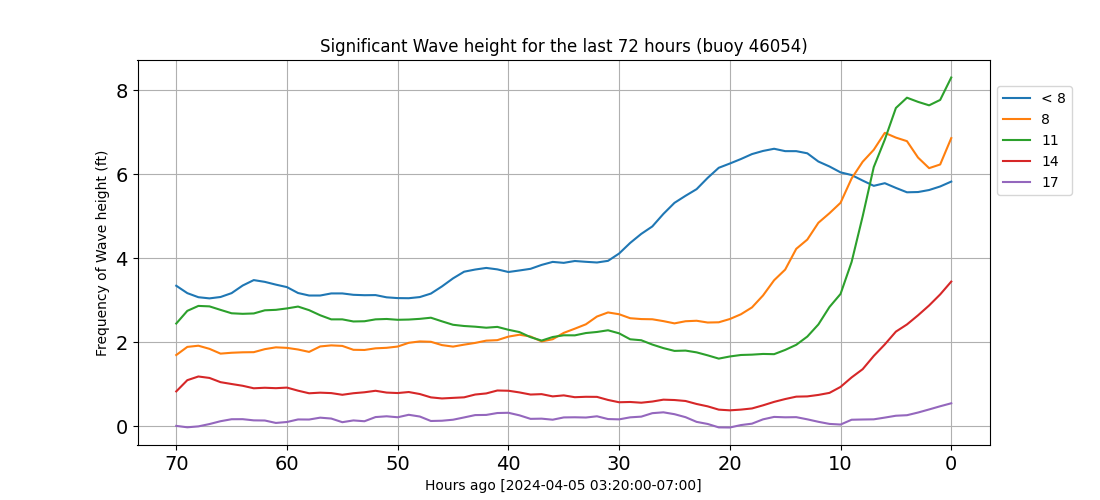 Significant Wave height for the last 72 hours (buoy 46054)
Frequency of Wave height (ft)
8
6
4
2
0
70 60 50 40 30 20 10 0
Hours ago [2024-04-05 03:20:00-07:00]
< 8
8
11
14
17